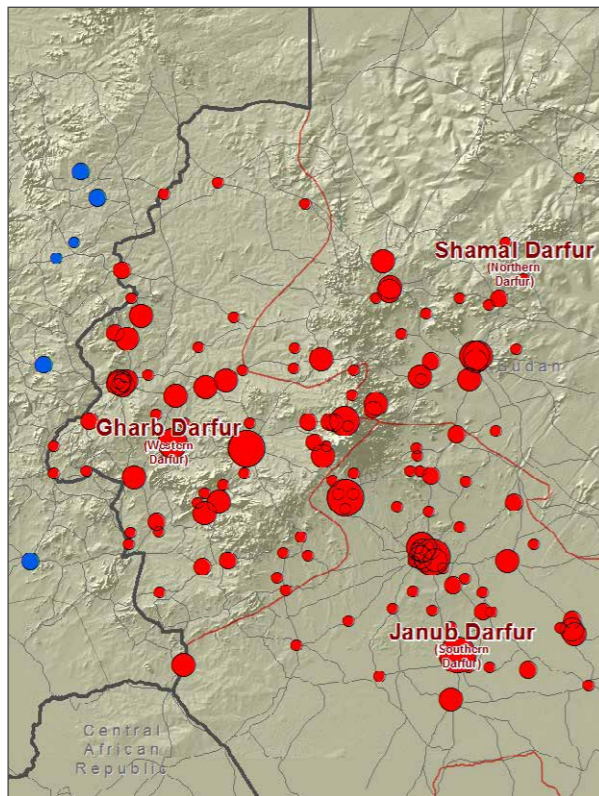 Shamal Darfur
(Northern
Darfur)
Sudan
Gharb Darfur
(Western
Darfur)
Janub Darfur
(Southern
Darfur)
Central
African
Republic